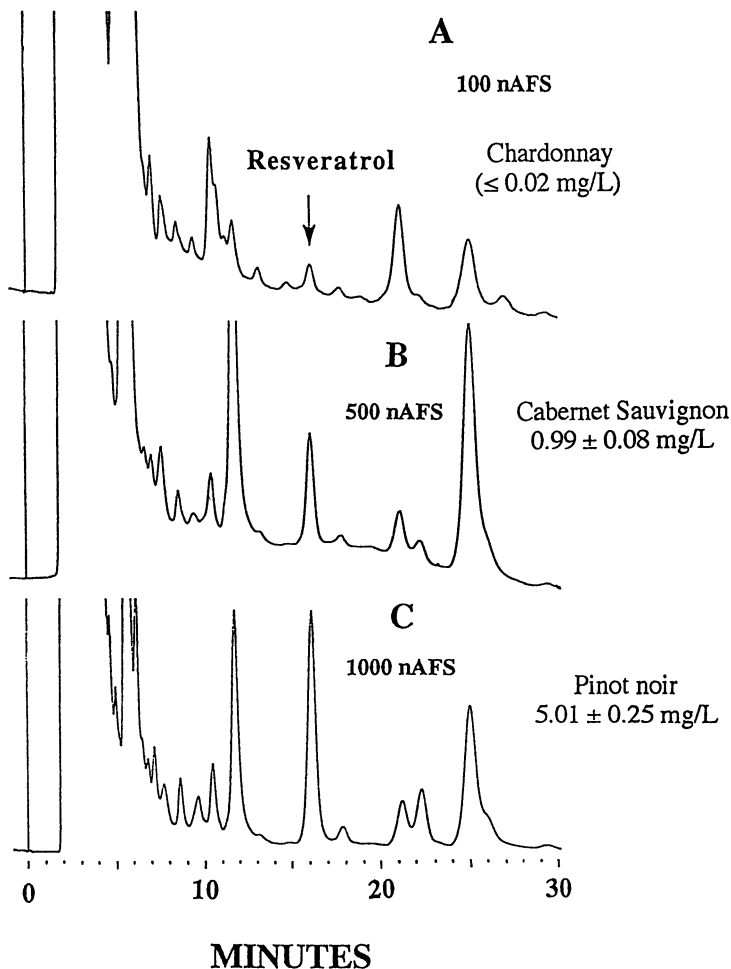 A
100 nAFS
Resveratrol
Chardonnay
(≤ 0.02 mg/L)
B
500 nAFS
Cabernet Sauvignon
0.99 ± 0.08 mg/L
C
1000 nAFS
Pinot noir
5.01 ± 0.25 mg/L
0 10 20 30
MINUTES